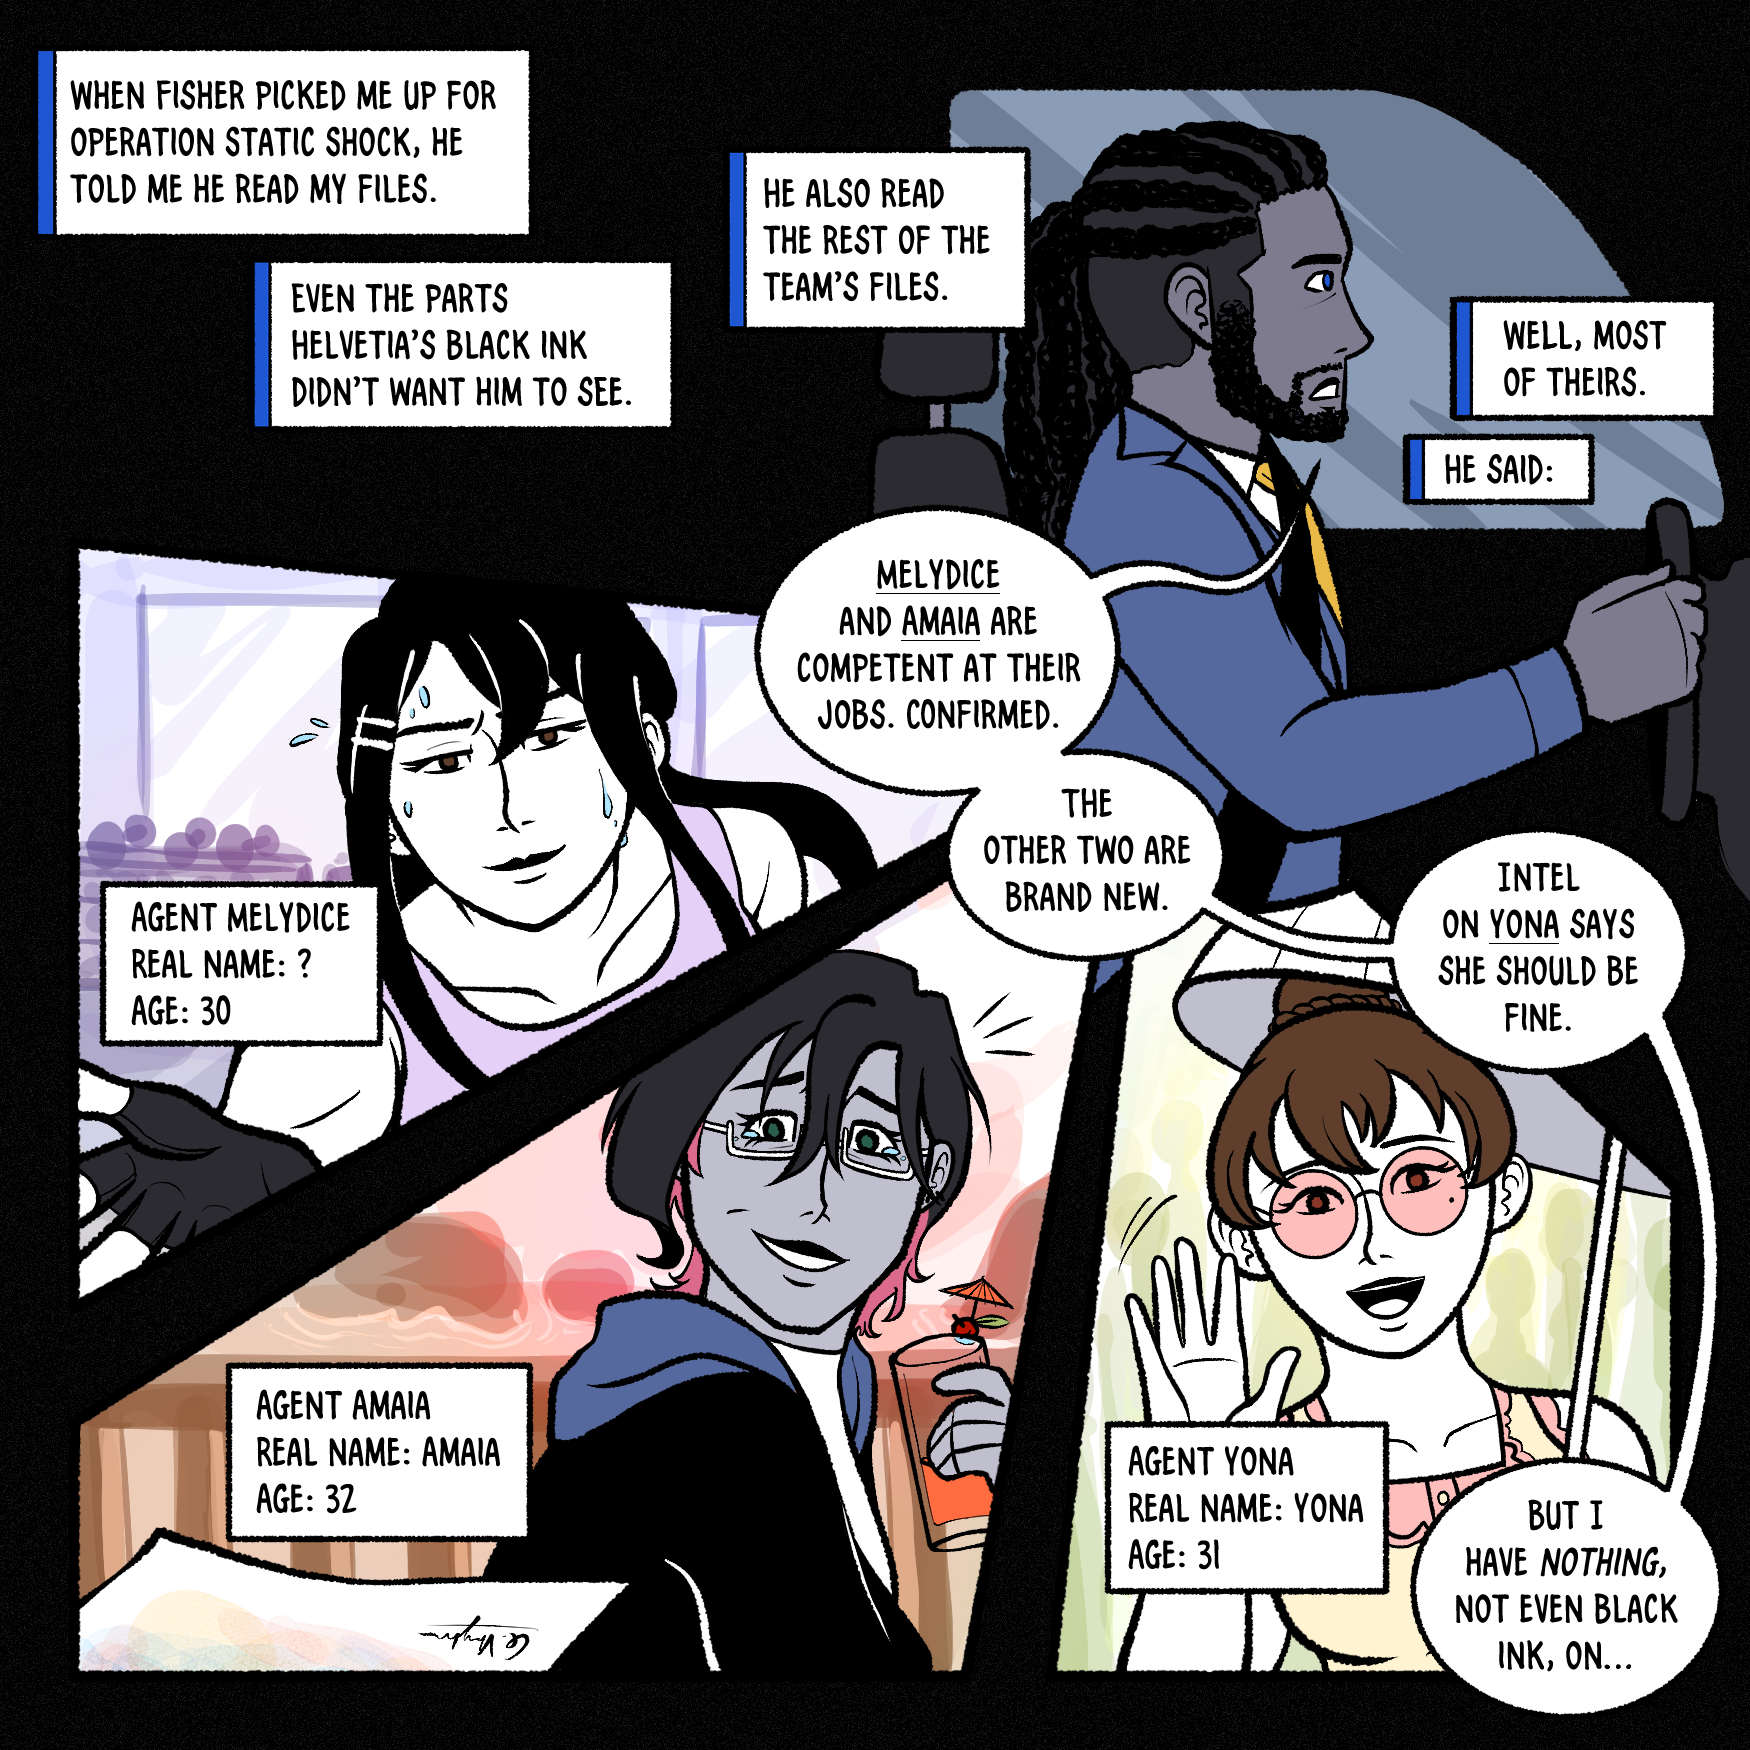 WHEN FISHER PICKED ME UP FOR
OPERATION STATIC SHOCK, HE
TOLD ME HE READ MY FILES.
EVEN THE PARTS
HELVETIA'S BLACK INK
DIDN'T WANT HIM TO SEE.
HE ALSO READ
THE REST OF THE
TEAM'S FILES.
WELL, MOST
OF THEIRS.
HE SAID:
MELYDICE
AND AMAIA ARE
COMPETENT AT THEIR
JOBS. CONFIRMED.
THE
OTHER TWO ARE
BRAND NEW.
INTEL
ON YONA SAYS
SHE SHOULD BE
FINE.
AGENT MELYDICE
REAL NAME: ?
AGE: 30
AGENT AMAIA
REAL NAME: AMAIA
AGE: 32
AGENT YONA
REAL NAME: YONA
AGE: 31
BUT I
HAVE NOTHING,
NOT EVEN BLACK
INK, ON...